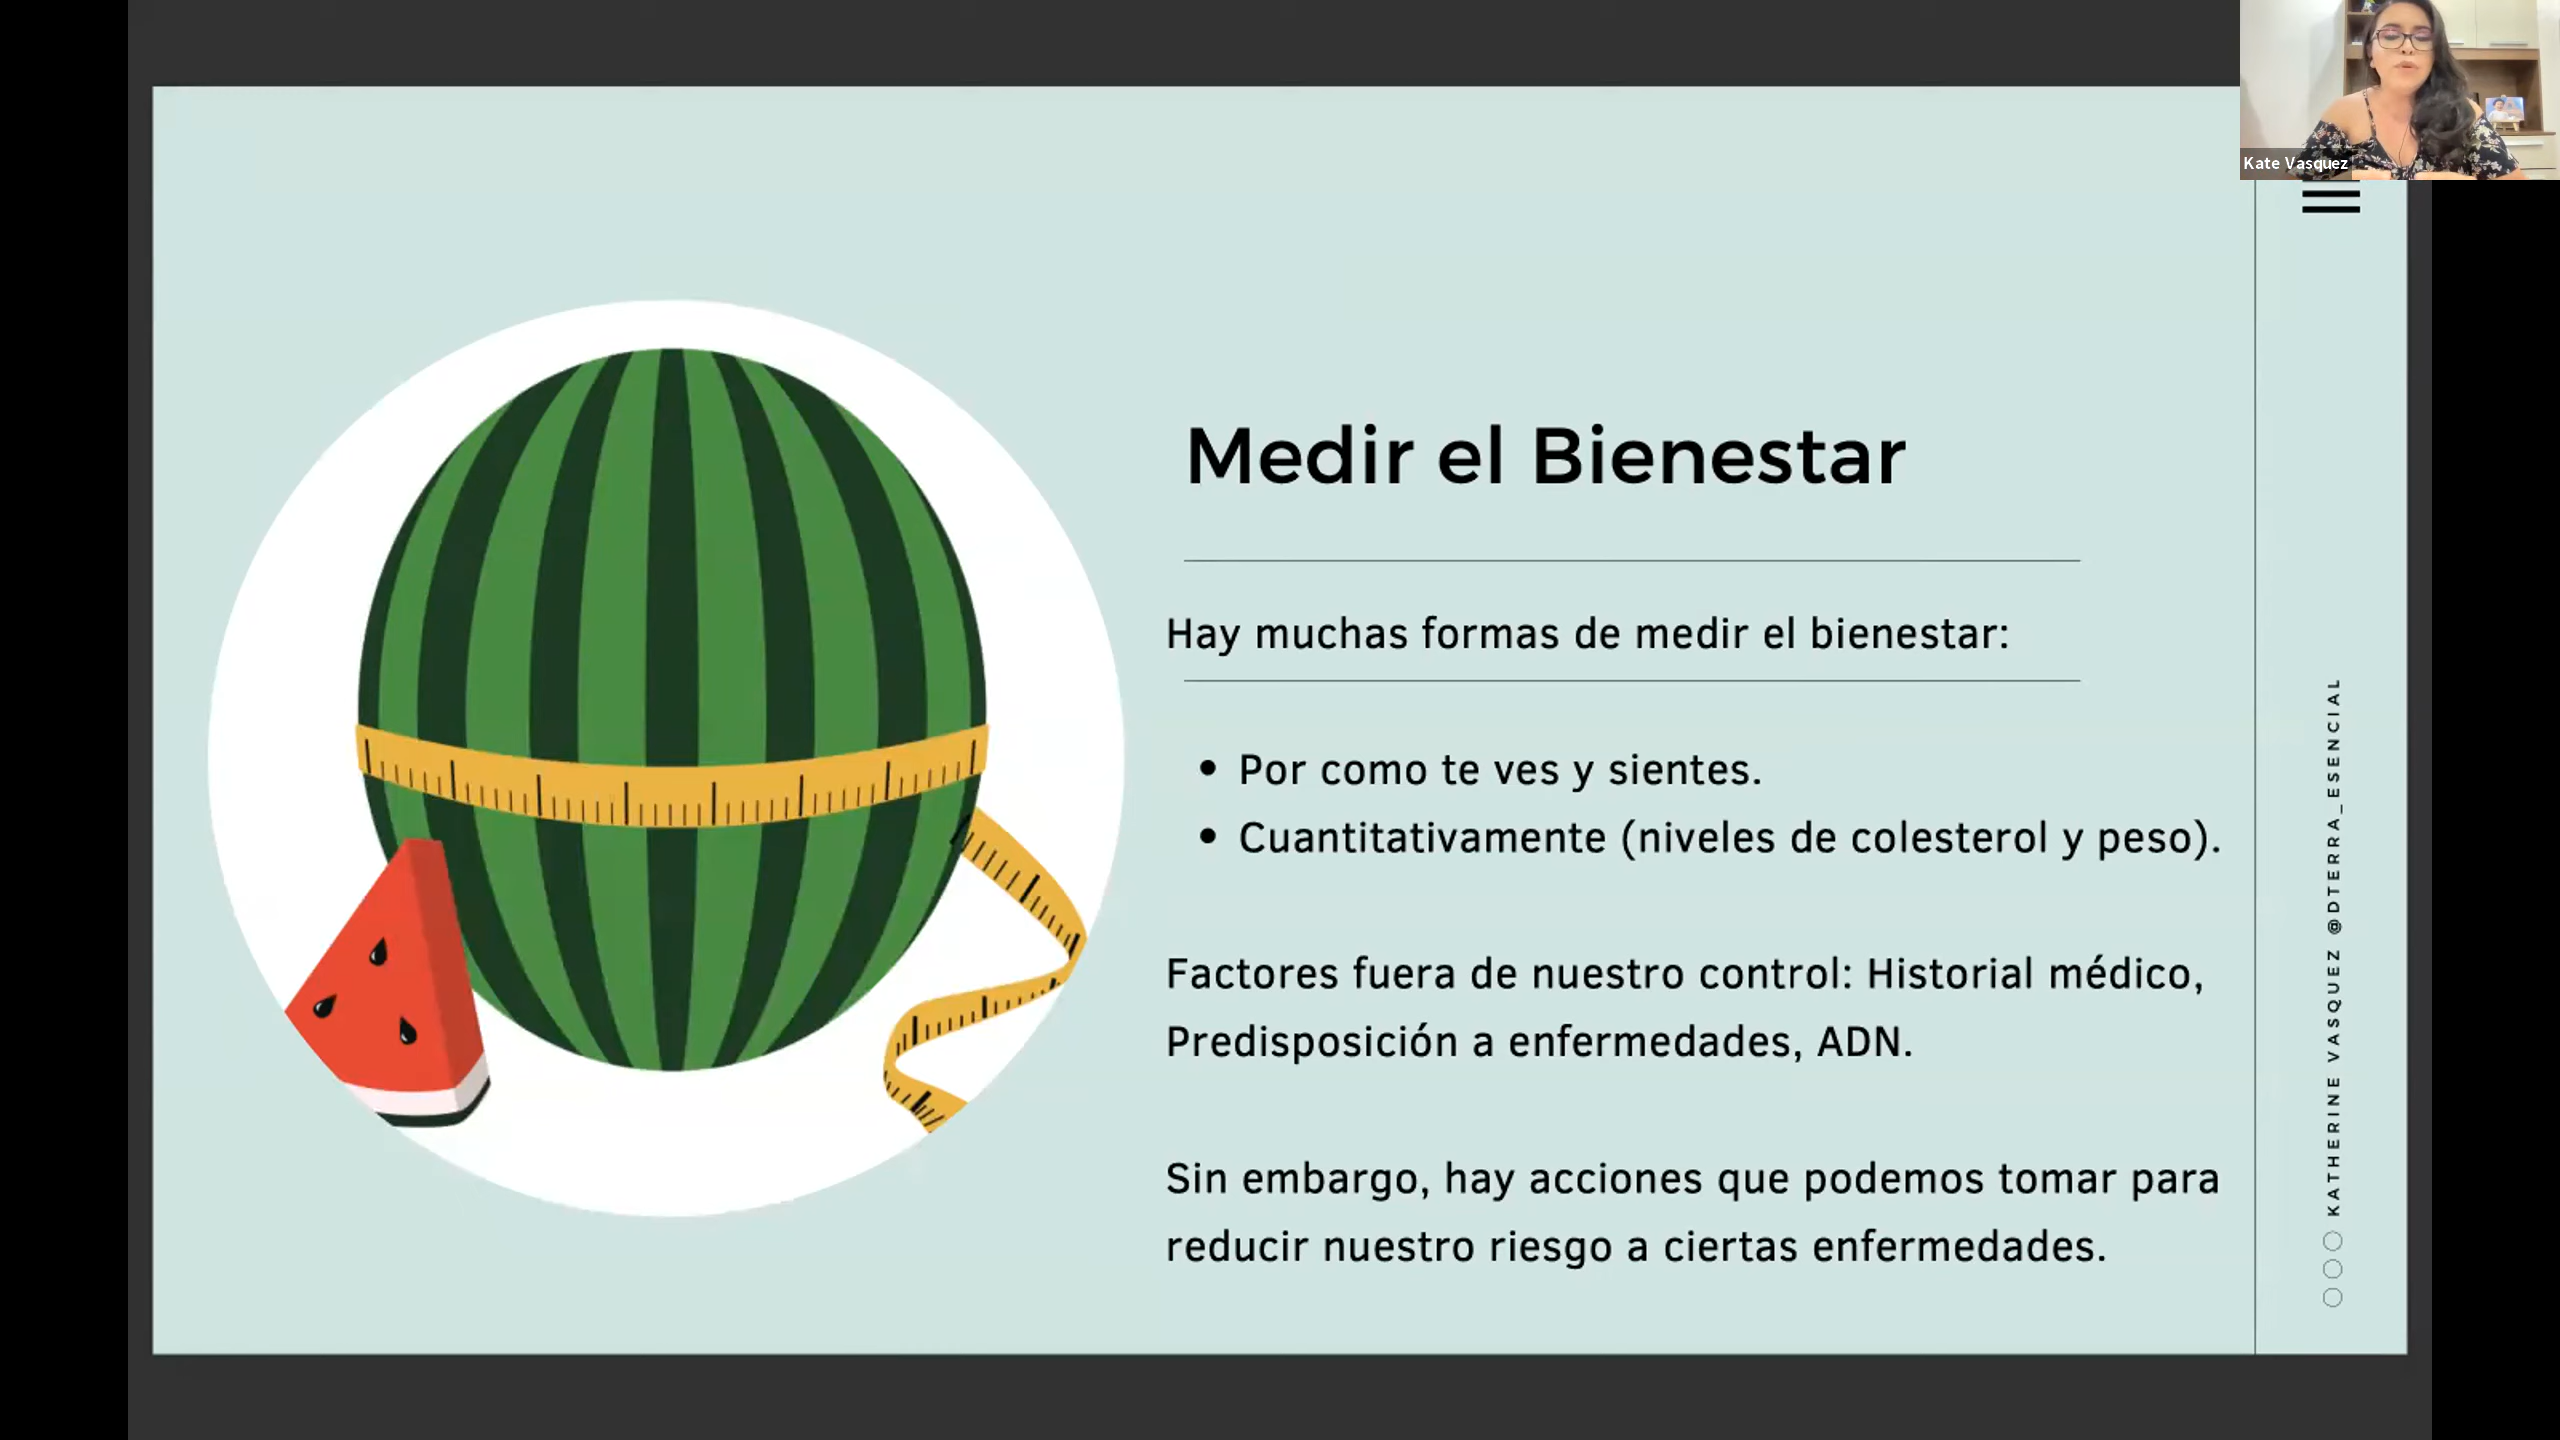 Kate Vasquez
Medir el Bienestar
Hay muchas formas de medir el bienestar:
• Por como te ves y sientes.
• Cuantitativamente (niveles de colesterol y peso).
Factores fuera de nuestro control: Historial médico,
Predisposición a enfermedades, ADN.
Sin embargo, hay acciones que podemos tomar para
reducir nuestro riesgo a ciertas enfermedades.
KATHERINE VASQUEZ @DTERRA_ESENCIAL